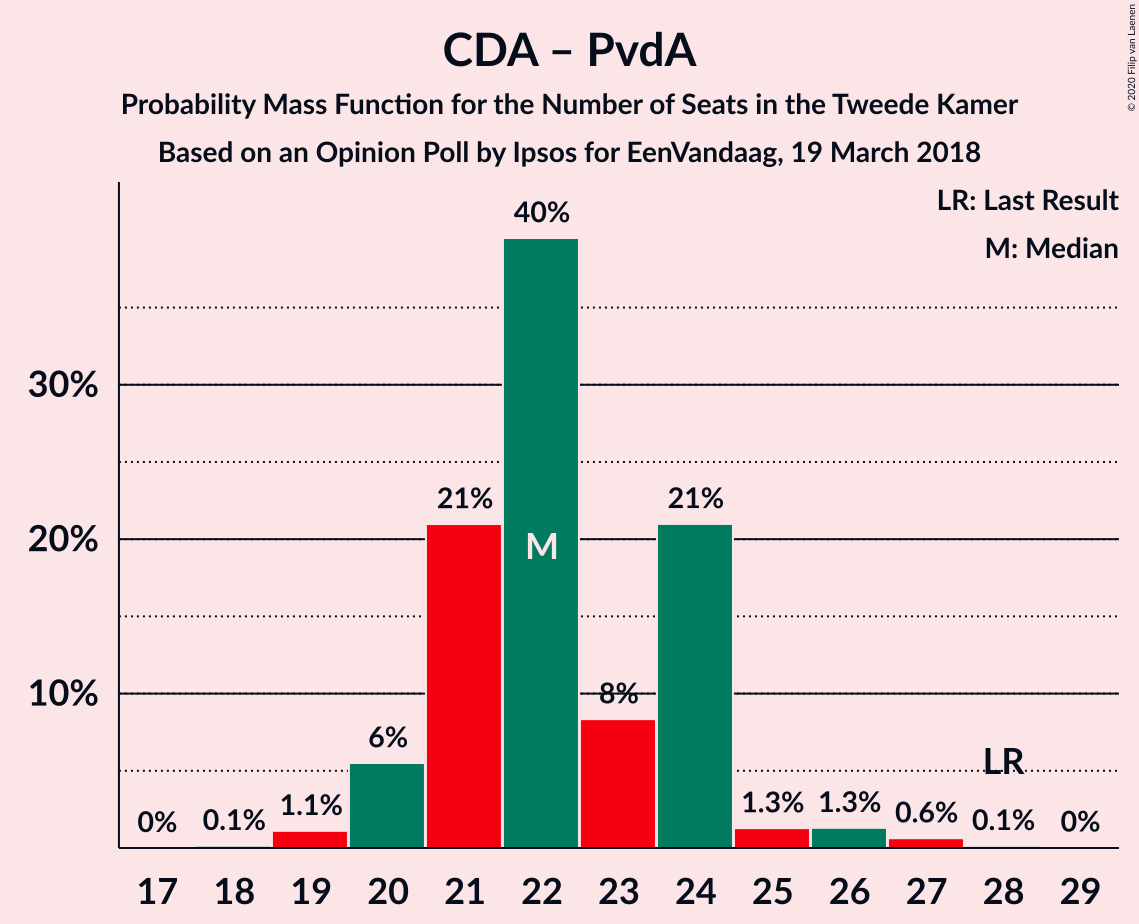 CDA – PvdA
Probability Mass Function for the Number of Seats in the Tweede Kamer
Based on an Opinion Poll by Ipsos for EenVandaag, 19 March 2018
© 2020 Filip van Laenen
LR: Last Result
M: Median
40%
30%
21%
21%
20%
M
10%
8%
6%
LR
0%
0.1%
1.1%
1.3%
1.3%
0.6%
0.1%
0%
17 18 19 20 21 22 23 24 25 26 27 28 29